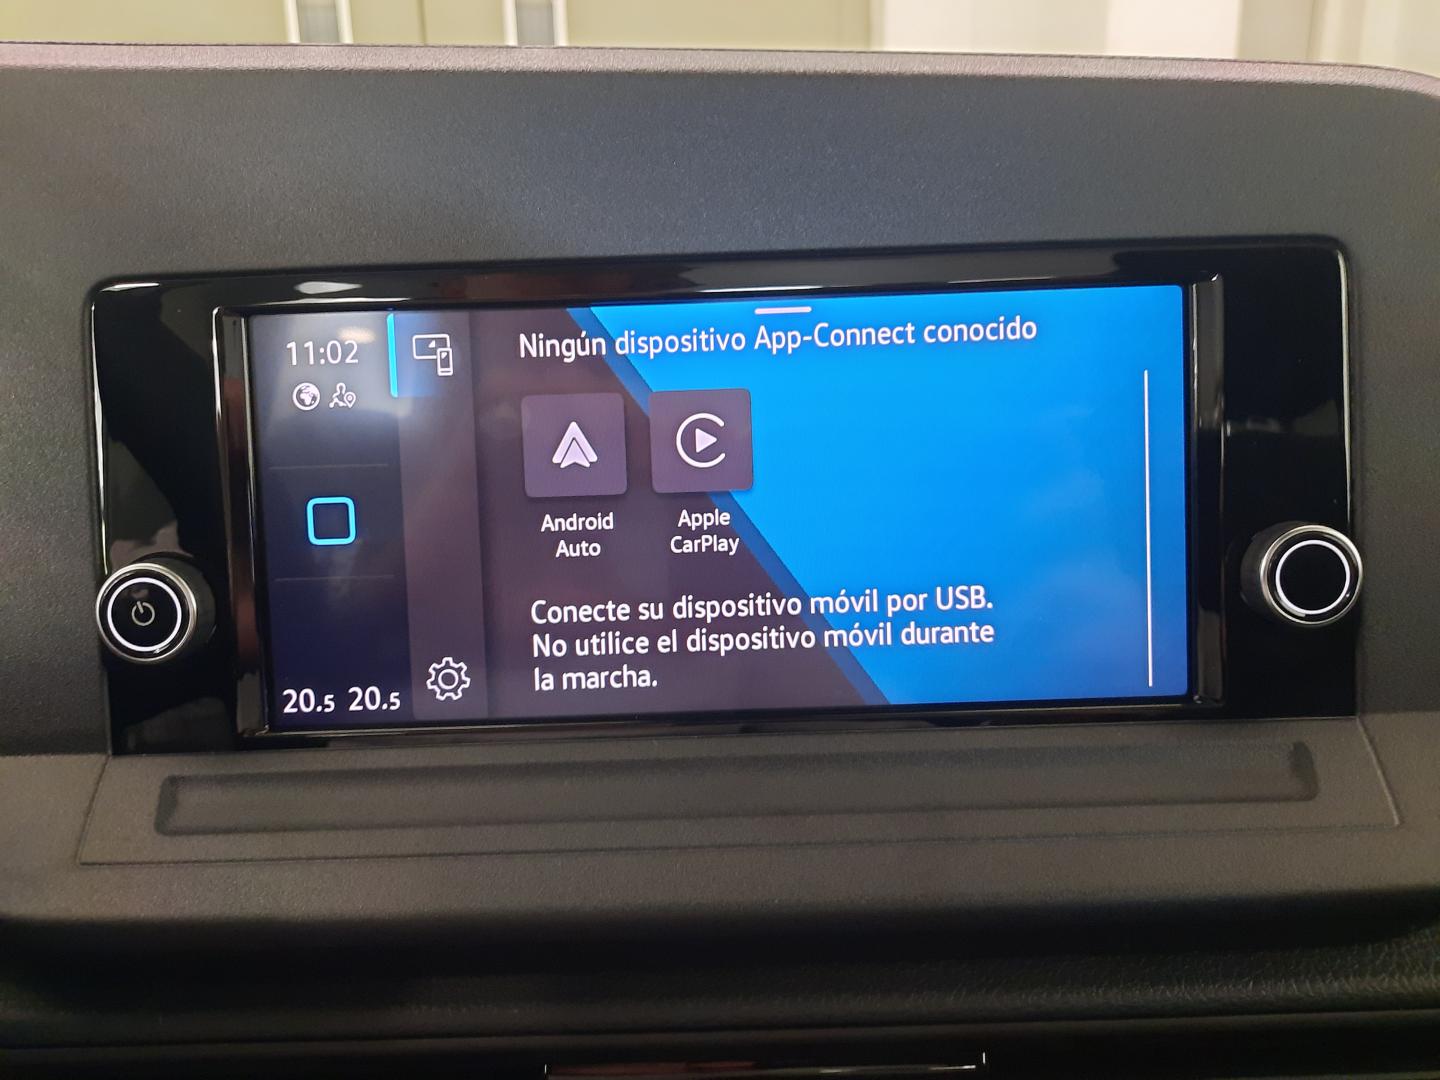 11:02
Ningún dispositivo App-Connect conocido
Android
Auto
Apple
CarPlay
Conecte su dispositivo móvil por USB.
No utilice el dispositivo móvil durante
la marcha.
20.5 20.5